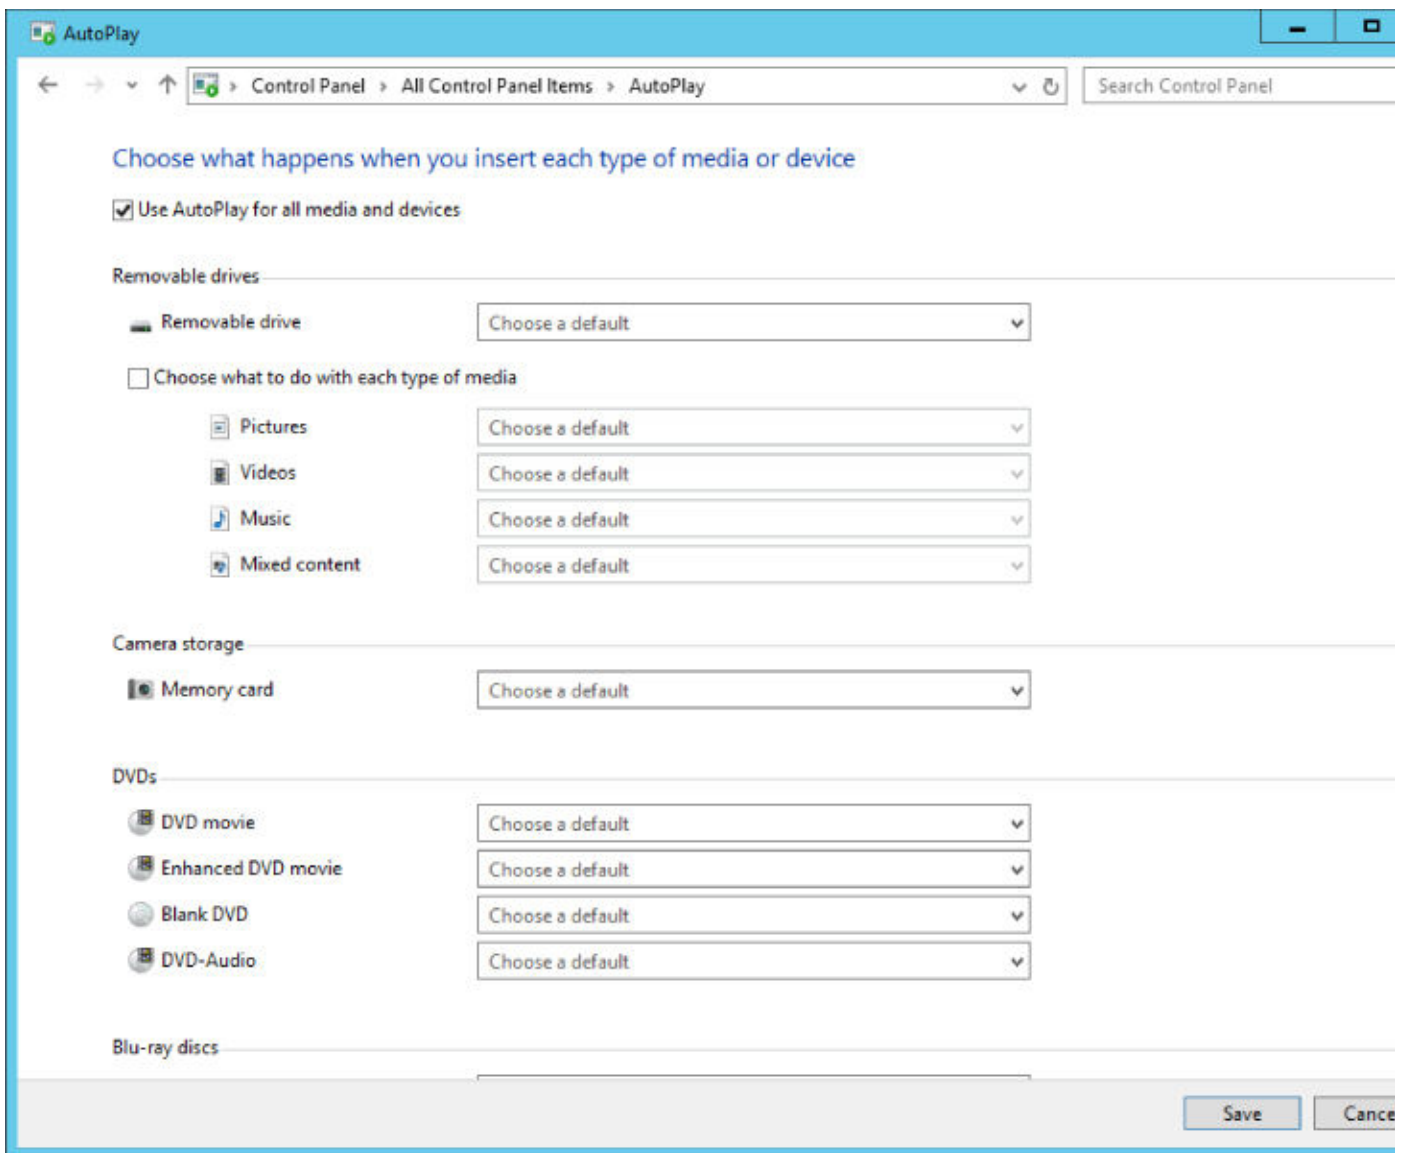 AutoPlay
Control Panel > All Control Panel Items > AutoPlay
Search Control Panel
Choose what happens when you insert each type of media or device
Use AutoPlay for all media and devices
Removable drives
Removable drive Choose a default
Choose what to do with each type of media
Pictures Choose a default
Videos Choose a default
Music Choose a default
Mixed content Choose a default
Camera storage
Memory card Choose a default
DVDs
DVD movie Choose a default
Enhanced DVD movie Choose a default
Blank DVD Choose a default
DVD-Audio Choose a default
Blu-ray discs
Save Cance